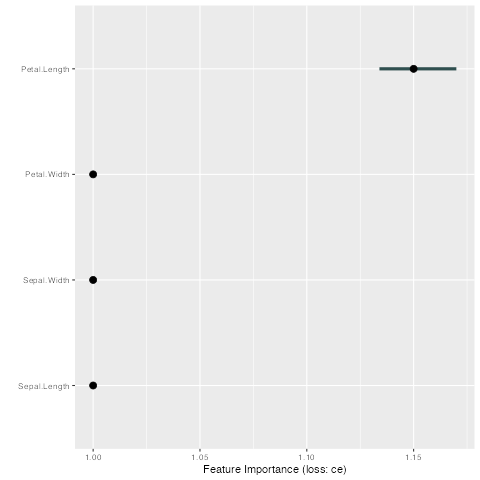 Petal.Length
Petal.Width
Sepal.Width
Sepal.Length
1.00 1.05 1.10 1.15
Feature Importance (loss: ce)